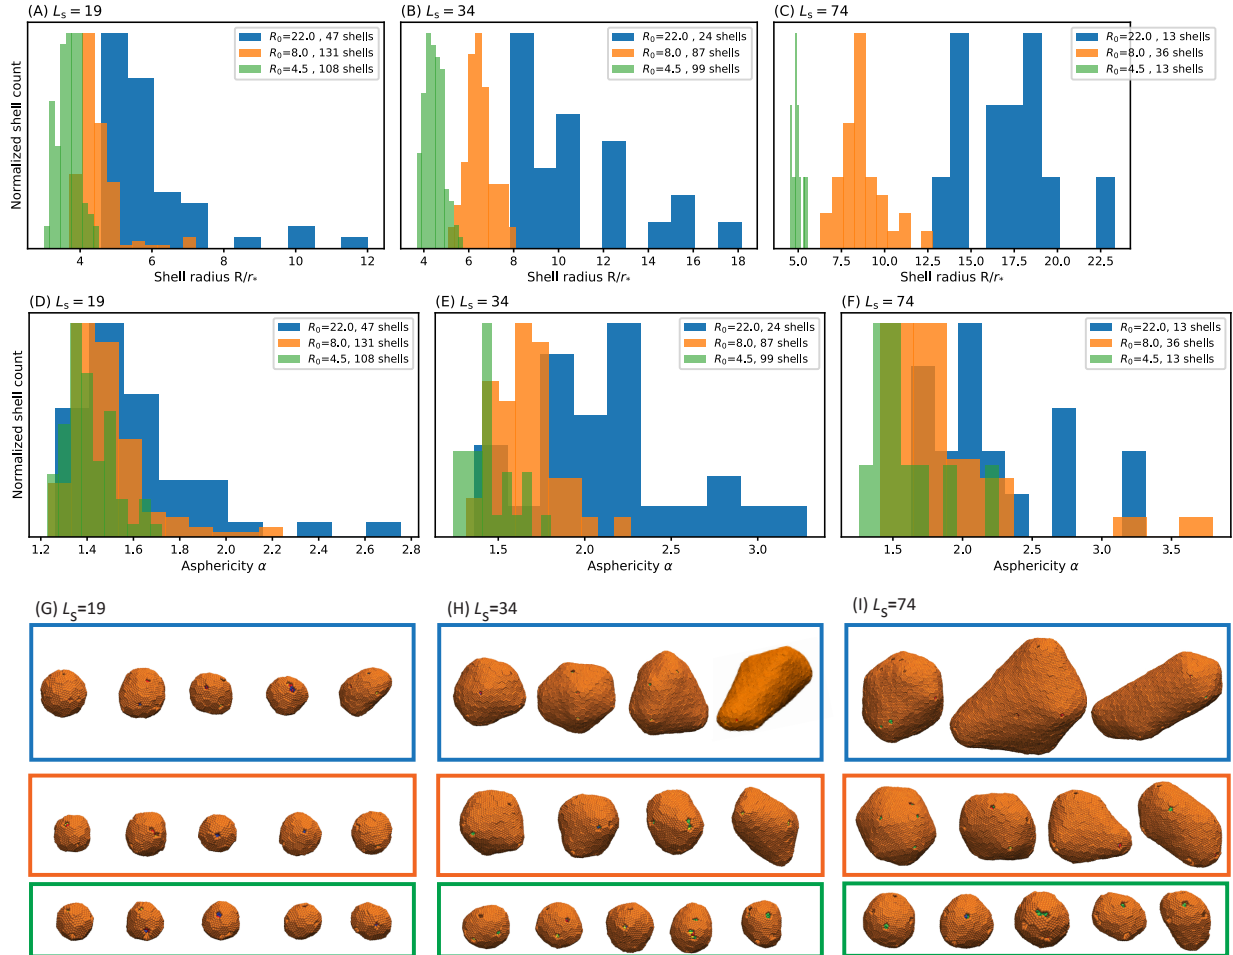 (A) Lₛ = 19
(B) Lₛ = 34
(C) Lₛ = 74
R₀=22.0 , 47 shells
R₀=8.0 , 131 shells
R₀=4.5 , 108 shells
R₀=22.0 , 24 shells
R₀=8.0 , 87 shells
R₀=4.5 , 99 shells
R₀=22.0 , 13 shells
R₀=8.0 , 36 shells
R₀=4.5 , 13 shells
Normalized shell count
4 6 8 10 12
4 6 8 10 12 14 16 18
5.0 7.5 10.0 12.5 15.0 17.5 20.0 22.5
Shell radius R/r*
Shell radius R/r*
Shell radius R/r*
(D) Lₛ = 19
(E) Lₛ = 34
(F) Lₛ = 74
R₀=22.0, 47 shells
R₀=8.0, 131 shells
R₀=4.5, 108 shells
R₀=22.0, 24 shells
R₀=8.0, 87 shells
R₀=4.5, 99 shells
R₀=22.0, 13 shells
R₀=8.0, 36 shells
R₀=4.5, 13 shells
Normalized shell count
1.2 1.4 1.6 1.8 2.0 2.2 2.4 2.6 2.8
1.5 2.0 2.5 3.0
1.5 2.0 2.5 3.0 3.5
Asphericity α
Asphericity α
Asphericity α
(G) Lₛ=19
(H) Lₛ=34
(I) Lₛ=74